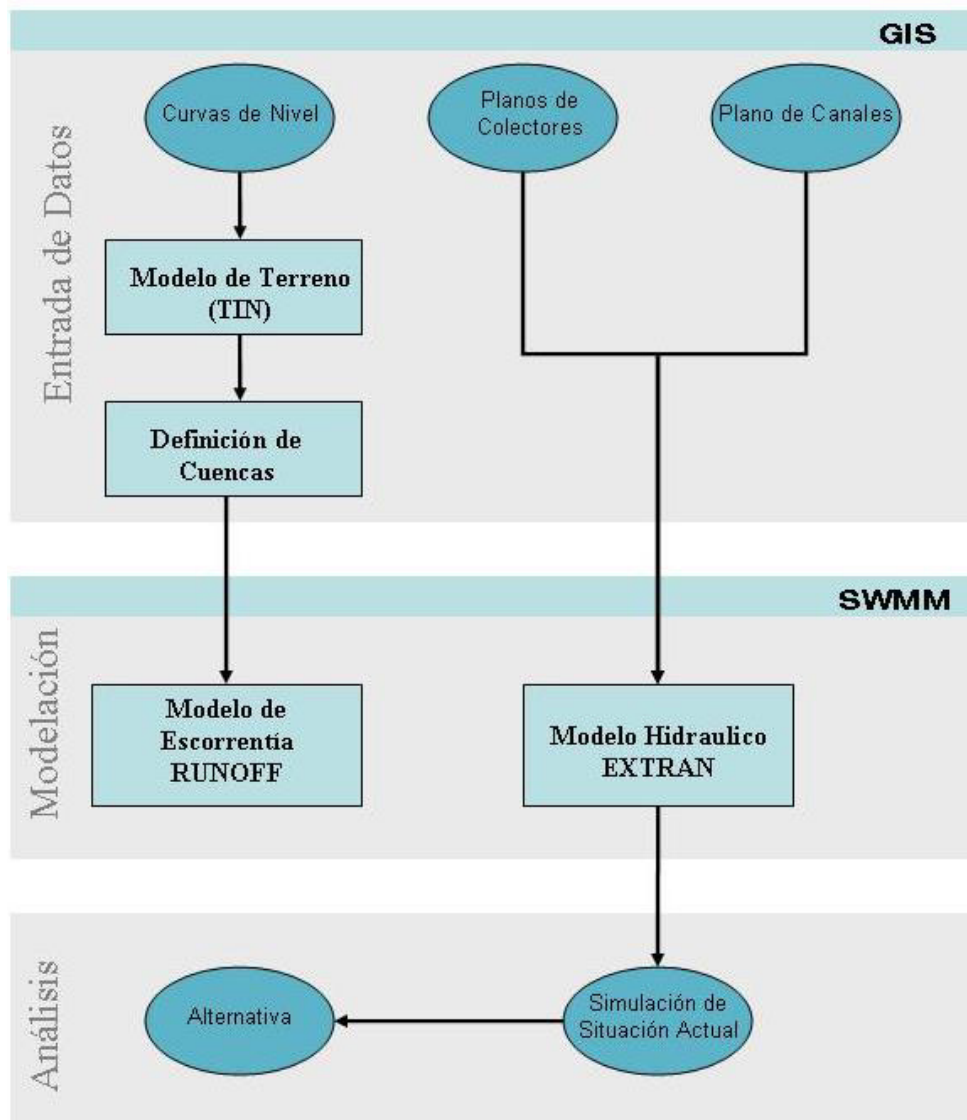 GIS
Entrada de Datos
Curvas de Nivel
Planos de
Colectores
Plano de Canales
Modelo de Terreno
(TIN)
Definición de
Cuencas
SWMM
Modelación
Modelo de
Escorrentía
RUNOFF
Modelo Hidraulico
EXTRAN
Análisis
Alternativa
Simulación de
Situación Actual